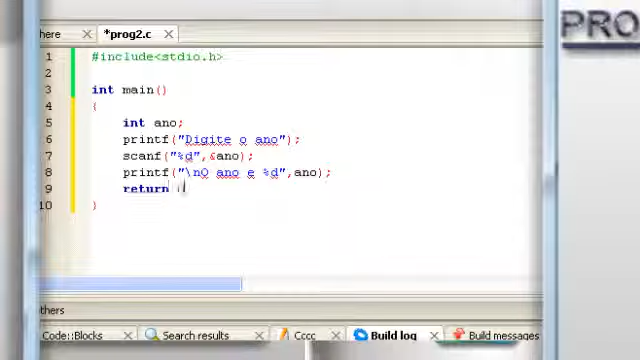 here *prog2.c
PRO
1 #include<stdio.h>
2
3 int main()
4 {
5 int ano;
6 printf("Digite o ano");
7 scanf("%d",&ano);
8 printf("\nO ano e %d",ano);
9 return
10 }
thers
Code::Blocks Search results Cccc Build log Build messages